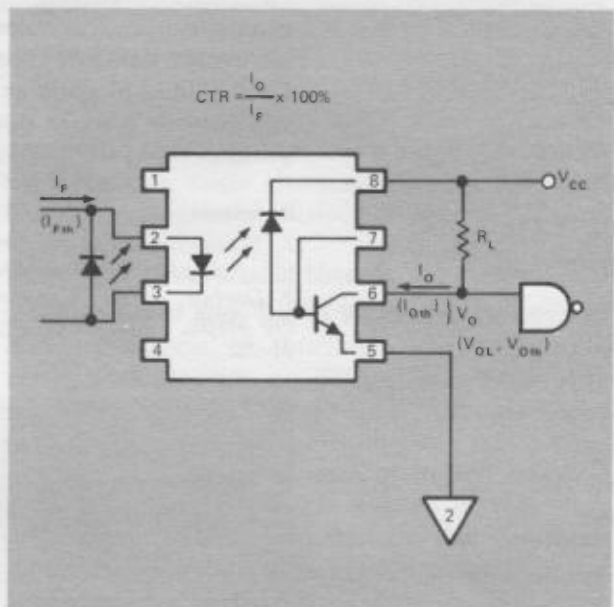 CTR = I_O / I_F x 100%
I_F
(I_Fth)
1
2
3
4
8
7
6
5
V_CC
R_L
I_O
(I_Oth) } V_O
(V_OL, V_Oth)
2